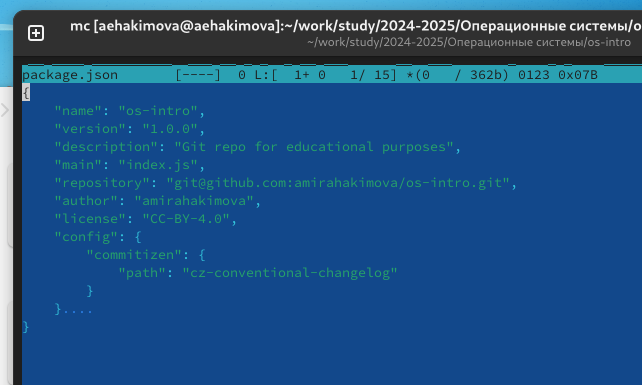 mc [aehakimova@aehakimova]:~/work/study/2024-2025/Операционные системы/o
~/work/study/2024-2025/Операционные системы/os-intro
package.json [----] 0 L:[ 1+ 0 1/ 15] *(0 / 362b) 0123 0x07B
{
"name": "os-intro",
"version": "1.0.0",
"description": "Git repo for educational purposes",
"main": "index.js",
"repository": "git@github.com:amirahakimova/os-intro.git",
"author": "amirahakimova",
"license": "CC-BY-4.0",
"config": {
"commitizen": {
"path": "cz-conventional-changelog"
}
}....
}